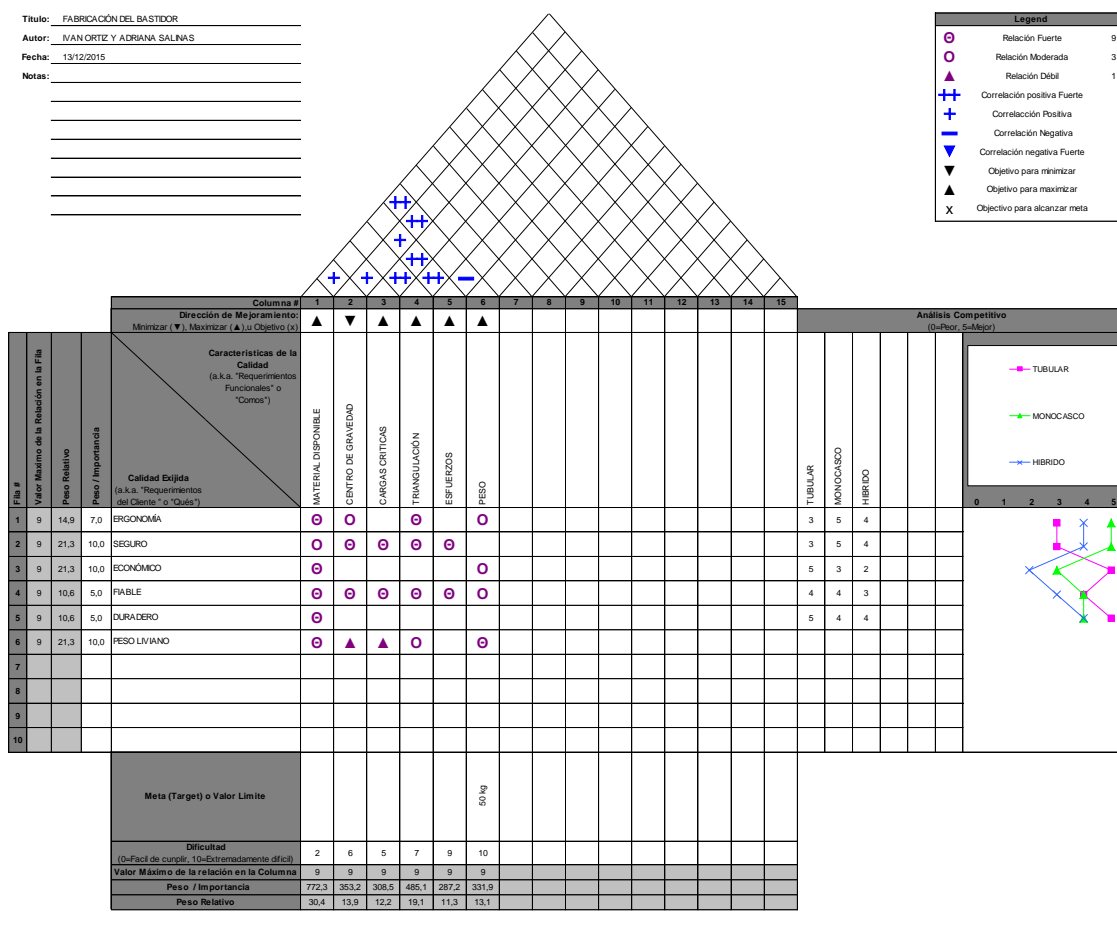 Titulo: FABRICACIÓN DEL BASTIDOR
Autor: IVAN ORTIZ Y ADRIANA SALINAS
Fecha: 13/12/2015
Notas:
Legend
Θ Relación Fuerte 9
Ο Relación Moderada 3
▲ Relación Débil 1
++ Correlación positiva Fuerte
+ Correlacción Positiva
− Correlación Negativa
▼ Correlación negativa Fuerte
▼ Objetivo para minimizar
▲ Objetivo para maximizar
x Objectivo para alcanzar meta
++
++
+
++
+ + ++ ++ −
Columna # 1 2 3 4 5 6 7 8 9 10 11 12 13 14 15
Dirección de Mejoramiento:
Minimizar (▼), Maximizar (▲),u Objetivo (x)
▲ ▼ ▲ ▲ ▲ ▲
Análisis Competitivo
(0=Peor, 5=Mejor)
Fila #
Valor Maximo de la Relación en la Fila
Peso Relativo
Peso / Importancia
Características de la
Calidad
(a.k.a. "Requerimientos
Funcionales" o
"Comos")
Calidad Exijida
(a.k.a. "Requerimientos
del Cliente " o "Qués")
MATERIAL DISPONIBLE
CENTRO DE GRAVEDAD
CARGAS CRITICAS
TRIANGULACIÓN
ESFUERZOS
PESO
TUBULAR
MONOCASCO
HIBRIDO
TUBULAR
MONOCASCO
HIBRIDO
0 1 2 3 4 5
1 9 14,9 7,0 ERGONOMÍA Θ Ο Θ Ο 3 5 4
2 9 21,3 10,0 SEGURO Ο Θ Θ Θ Θ 3 5 4
3 9 21,3 10,0 ECONÓMICO Θ Ο 5 3 2
4 9 10,6 5,0 FIABLE Θ Θ Θ Θ Θ Ο 4 4 3
5 9 10,6 5,0 DURADERO Θ 5 4 4
6 9 21,3 10,0 PESO LIVIANO Θ ▲ ▲ Ο Θ
7
8
9
10
Meta (Target) o Valor Limite 50 kg
Dificultad
(0=Facil de cunplir, 10=Extremadamente dificil)
2 6 5 7 9 10
Valor Máximo de la relación en la Columna 9 9 9 9 9 9
Peso / Importancia 772,3 353,2 308,5 485,1 287,2 331,9
Peso Relativo 30,4 13,9 12,2 19,1 11,3 13,1